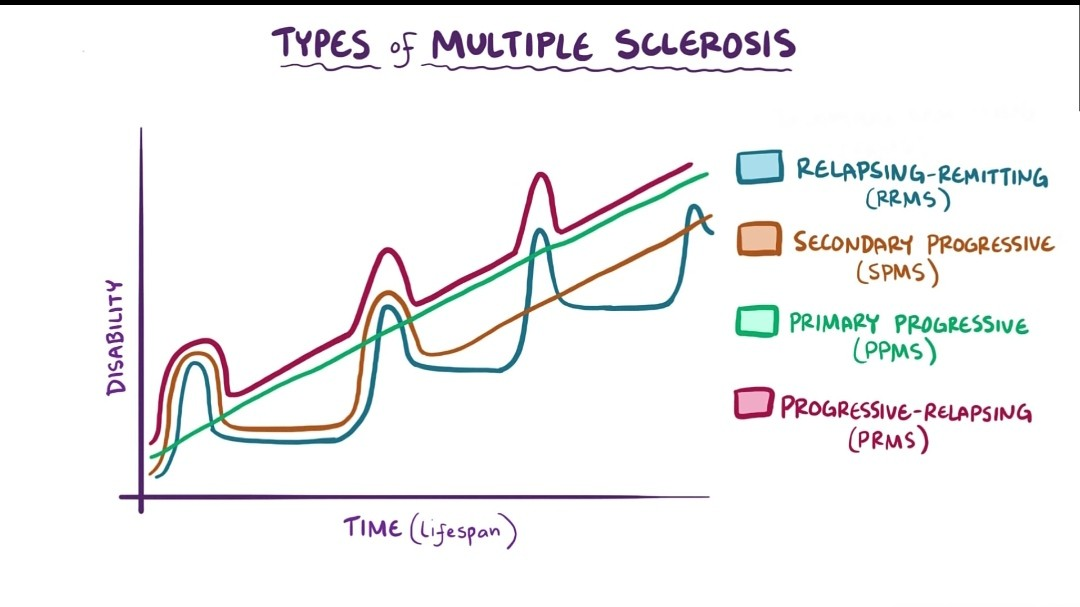 TYPES of MULTIPLE SCLEROSIS
RELAPSING-REMITTING
(RRMS)
SECONDARY PROGRESSIVE
(SPMS)
PRIMARY PROGRESSIVE
(PPMS)
PROGRESSIVE-RELAPSING
(PRMS)
DISABILITY
TIME (Lifespan)